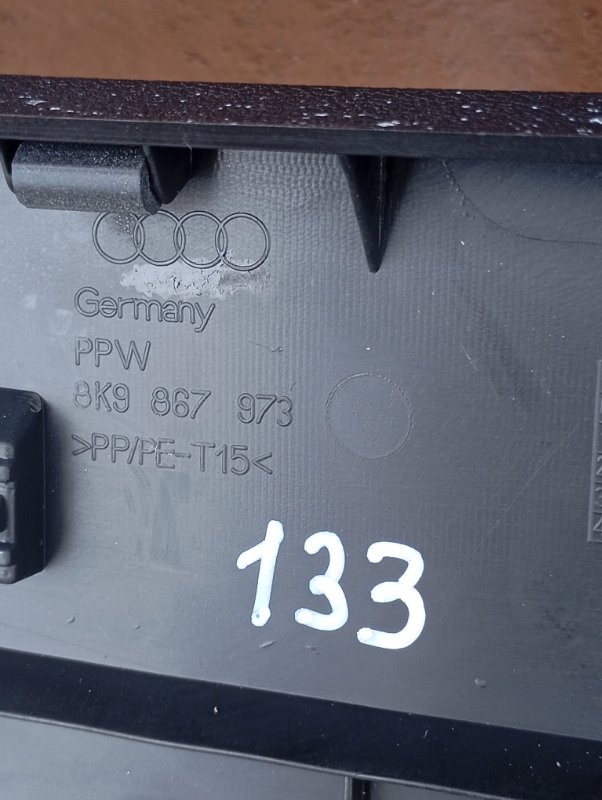 Germany
PPW
8K9 867 973
>PP/PE-T15<
133